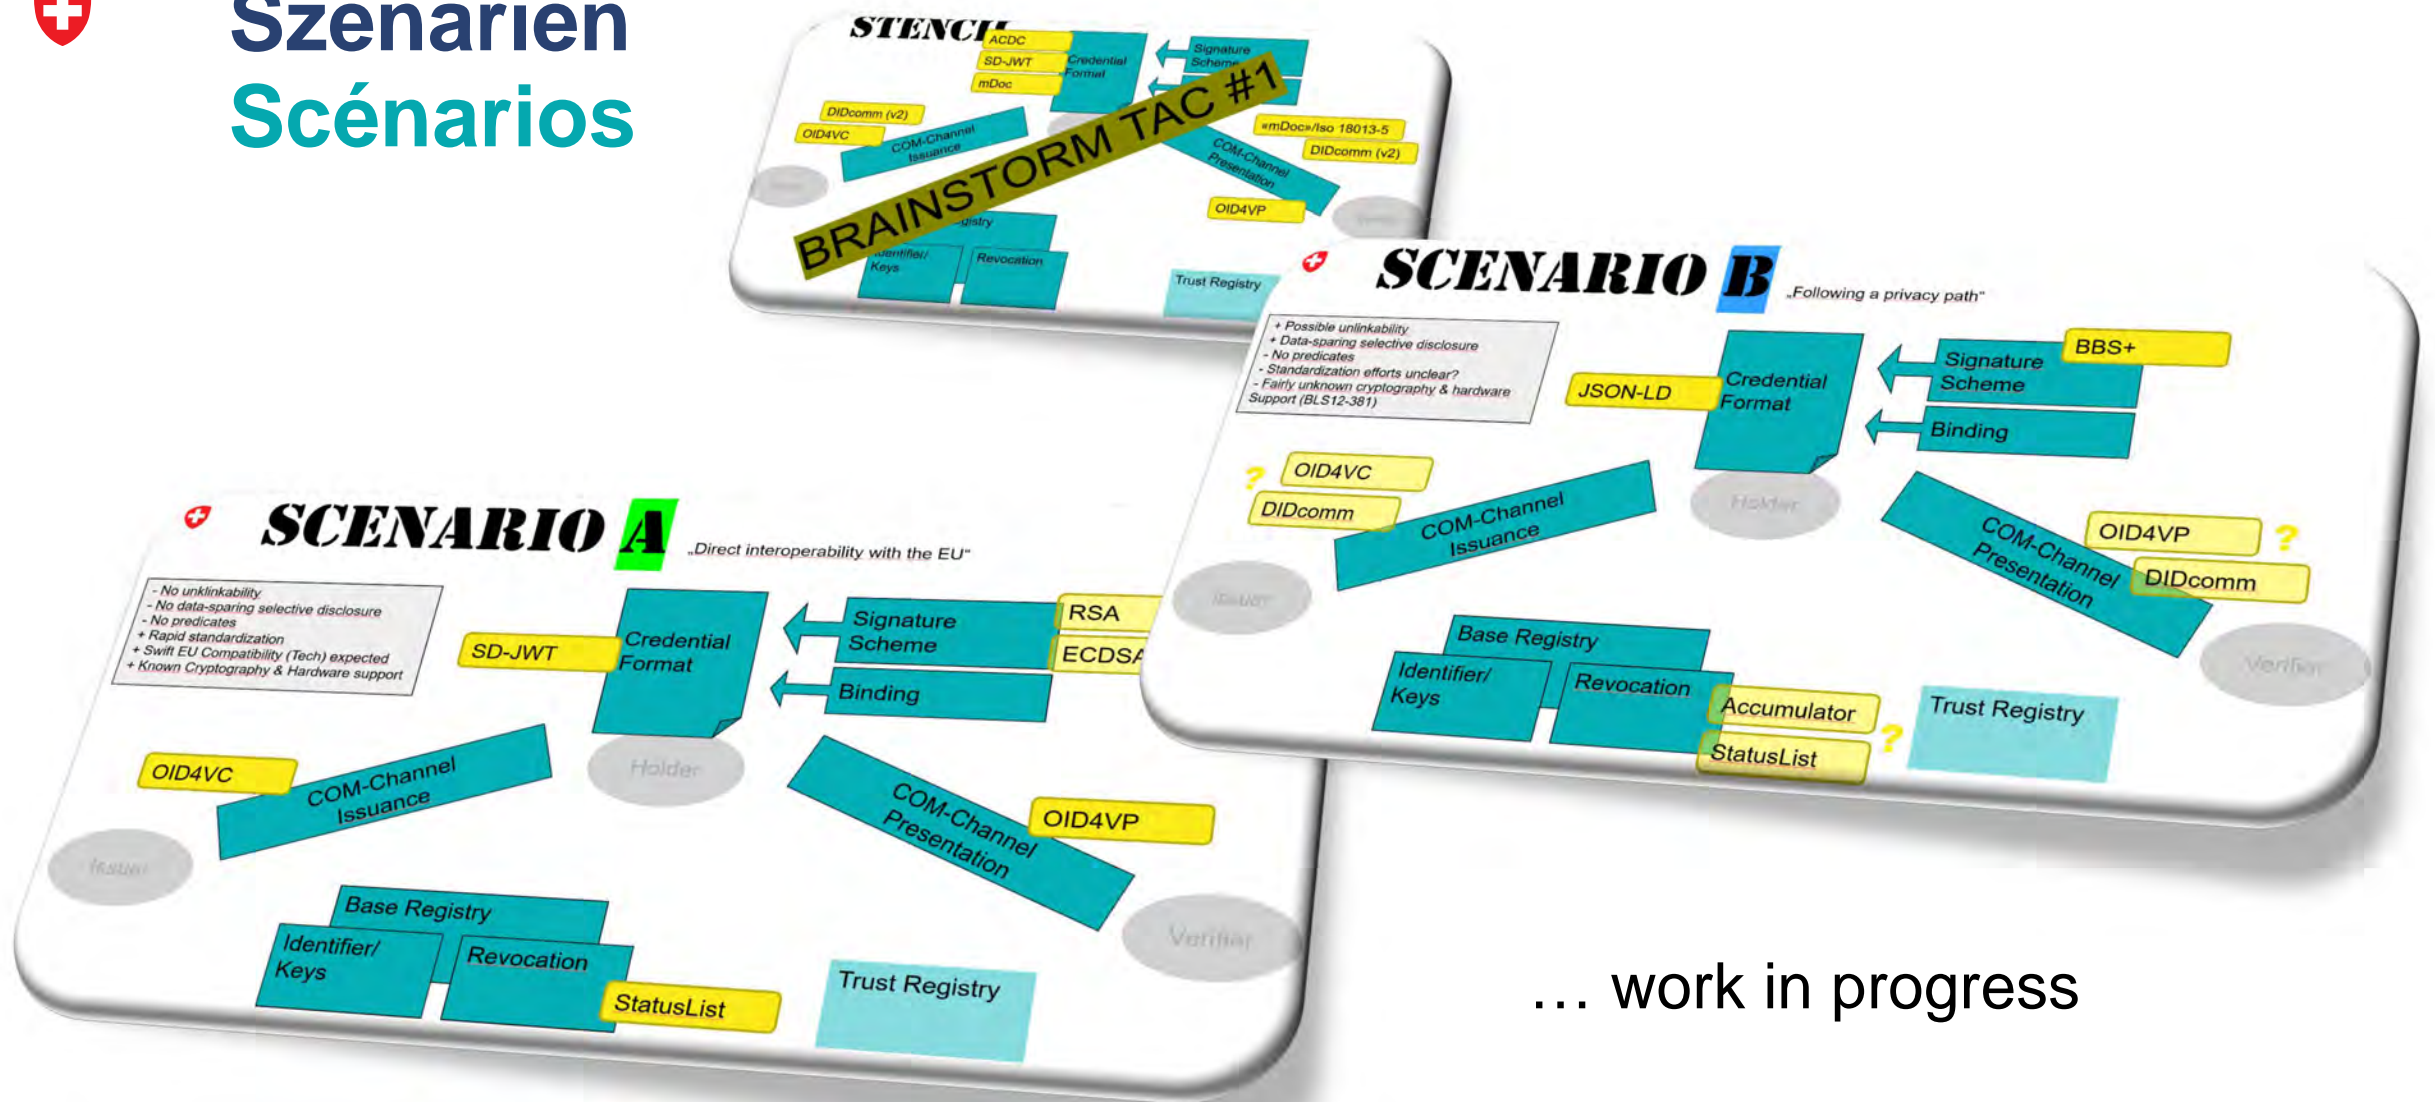 Szenarien
Scénarios
ACDC
SD-JWT
mDoc
Credential
Format
Signature
Scheme
DIDcomm (v2)
OID4VC
COM-Channel
Issuance
BRAINSTORM TAC #1
«mDoc»/Iso 18013-5
DIDcomm (v2)
COM-Channel
Presentation
OID4VP
Keys
Revocation
Trust Registry
SCENARIO B
„Following a privacy path“
+ Possible unlinkability
+ Data-sparing selective disclosure
- No predicates
- Standardization efforts unclear?
- Fairly unknown cryptography & hardware
Support (BLS12-381)
JSON-LD
Credential
Format
Signature
Scheme
BBS+
Binding
? OID4VC
DIDcomm
COM-Channel
Issuance
Holder
COM-Channel
Presentation
OID4VP ?
DIDcomm
Issuer
Verifier
Base Registry
Identifier/
Keys
Revocation
Accumulator
StatusList
?
Trust Registry
SCENARIO A
„Direct interoperability with the EU“
- No unklinkability
- No data-sparing selective disclosure
- No predicates
+ Rapid standardization
+ Swift EU Compatibility (Tech) expected
+ Known Cryptography & Hardware support
SD-JWT
Credential
Format
Signature
Scheme
RSA
ECDSA
Binding
OID4VC
COM-Channel
Issuance
Holder
COM-Channel
Presentation
OID4VP
Issuer
Verifier
Base Registry
Identifier/
Keys
Revocation
StatusList
Trust Registry
… work in progress